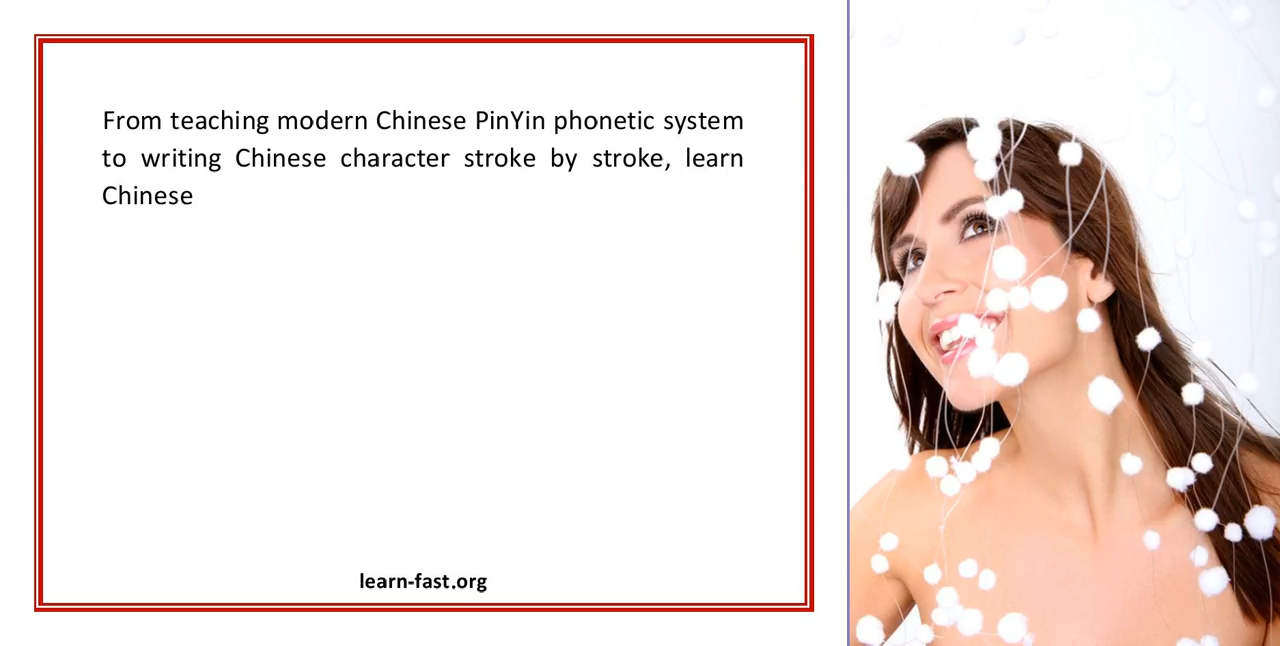 From teaching modern Chinese PinYin phonetic system
to writing Chinese character stroke by stroke, learn
Chinese
learn-fast.org